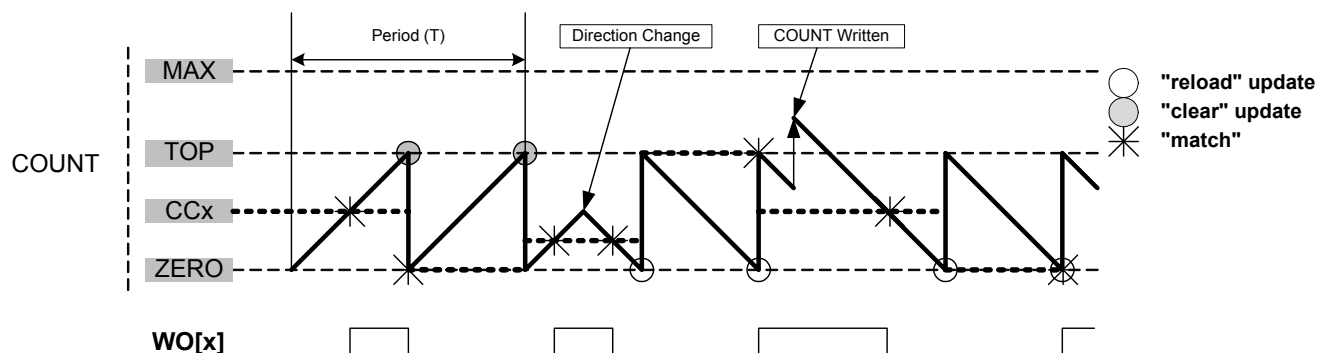 Period (T)
Direction Change
COUNT Written
MAX
"reload" update
"clear" update
"match"
COUNT
TOP
CCx
ZERO
WO[x]